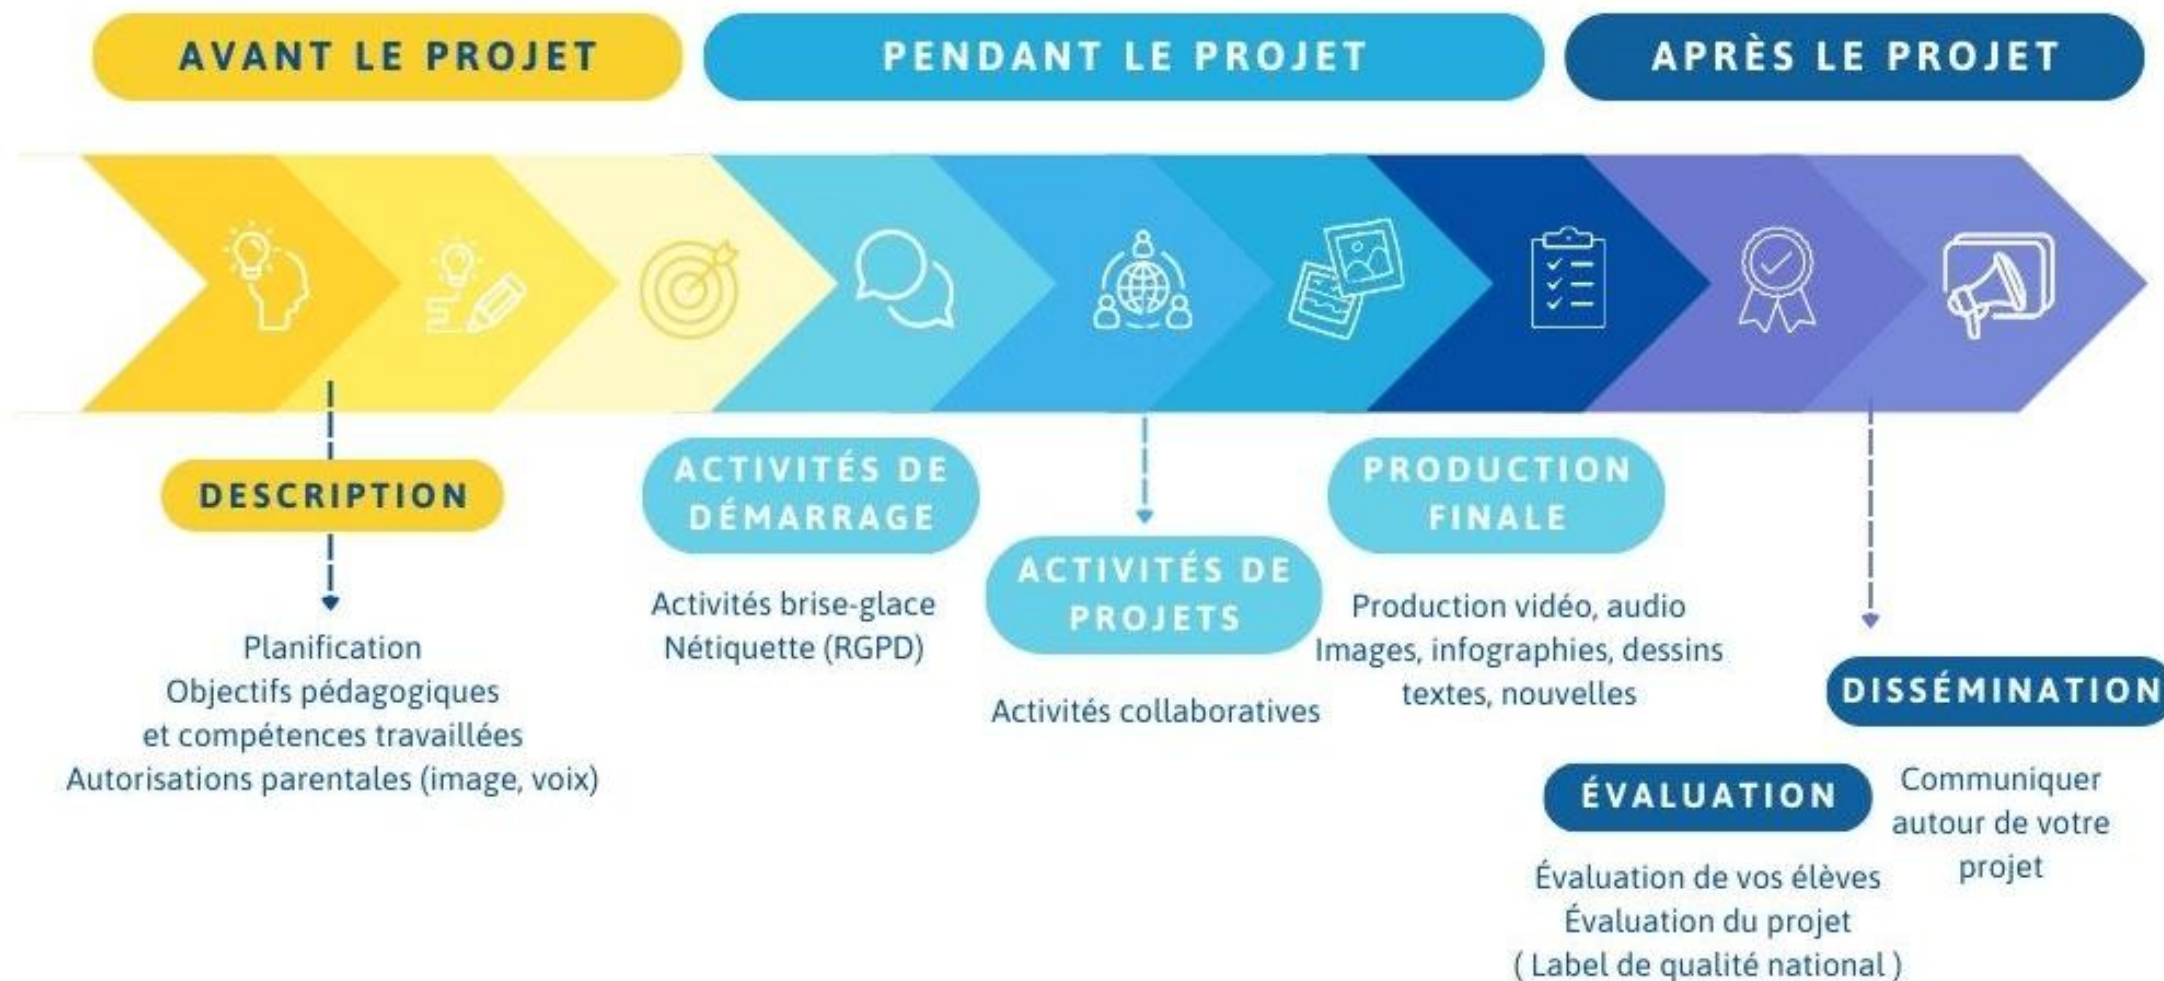 AVANT LE PROJET
PENDANT LE PROJET
APRÈS LE PROJET
DESCRIPTION
Planification
Objectifs pédagogiques
et compétences travaillées
Autorisations parentales (image, voix)
ACTIVITÉS DE
DÉMARRAGE
Activités brise-glace
Nétiquette (RGPD)
ACTIVITÉS DE
PROJETS
Activités collaboratives
PRODUCTION
FINALE
Production vidéo, audio
Images, infographies, dessins
textes, nouvelles
ÉVALUATION
Évaluation de vos élèves
Évaluation du projet
( Label de qualité national )
DISSÉMINATION
Communiquer
autour de votre
projet